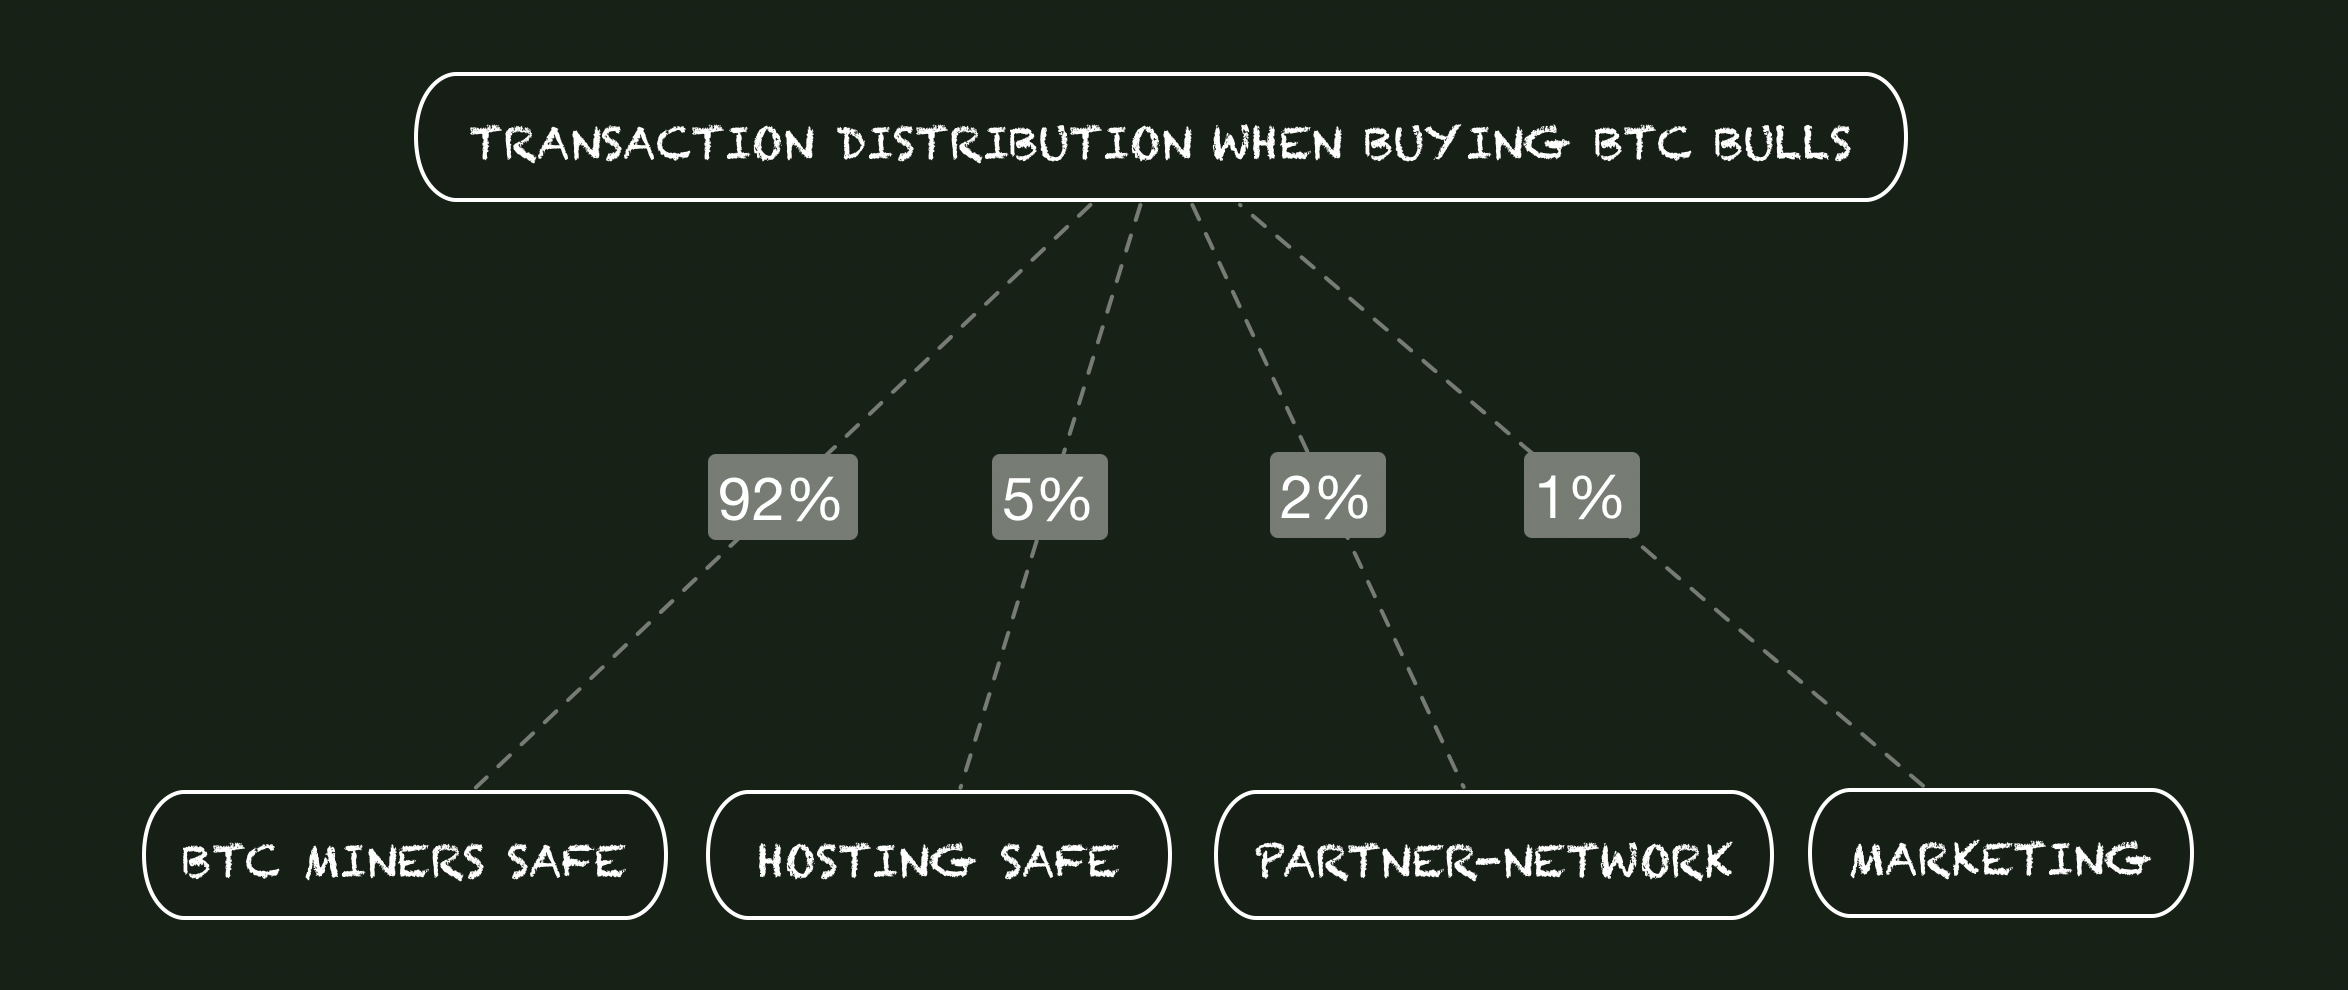 TRANSACTION DISTRIBUTION WHEN BUYING BTC BULLS
92%
5%
2%
1%
BTC MINERS SAFE
HOSTING SAFE
PARTNER-NETWORK
MARKETING